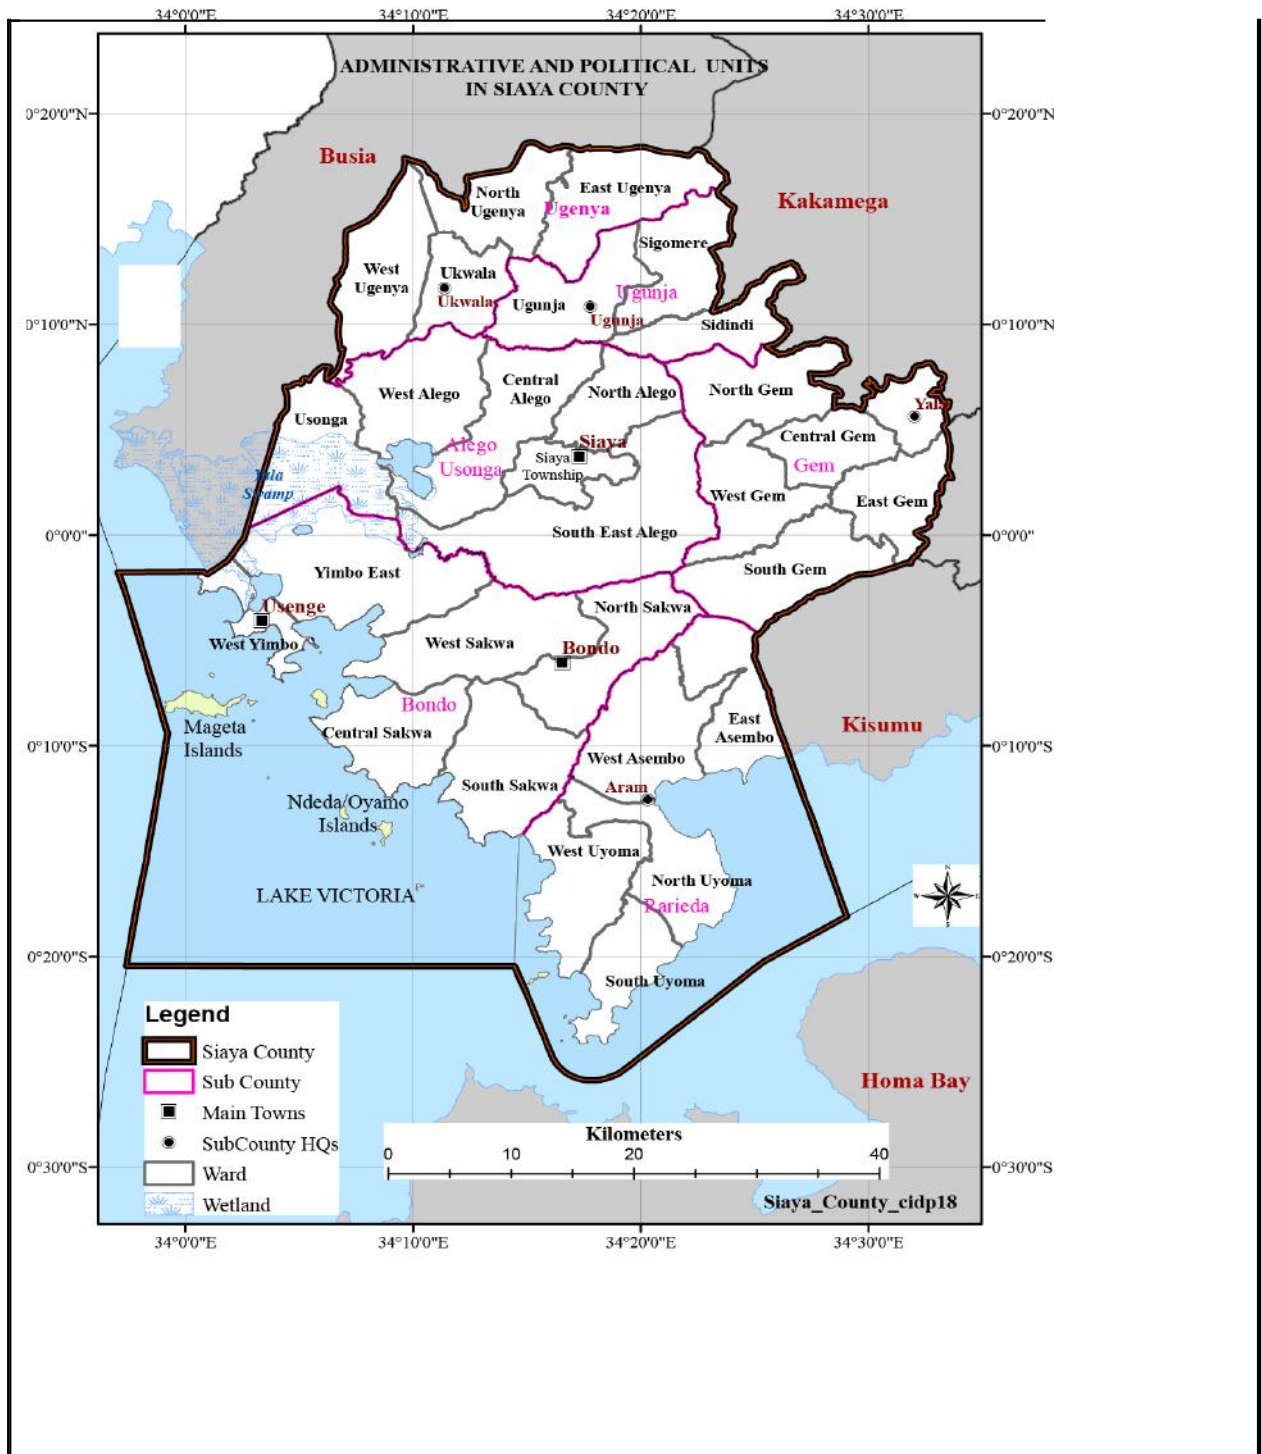 34°0'0"E 34°10'0"E 34°20'0"E 34°30'0"E
ADMINISTRATIVE AND POLITICAL UNITS
IN SIAYA COUNTY
0°20'0"N 0°20'0"N
Busia
Kakamega
North
Ugenya
East Ugenya
Ugenya
Sigomere
West
Ugenya
Ukwala
Ukwala
Ugunja
Ugunja
Ugunja
Sidindi
0°10'0"N 0°10'0"N
West Alego
Central
Alego
North Alego
North Gem
Yala
Usonga
Central Gem
Gem
Alego
Usonga
Siaya
Siaya
Township
Yala
Swamp
West Gem
East Gem
0°0'0" 0°0'0"
South East Alego
South Gem
Yimbo East
Usenge
North Sakwa
West Yimbo
West Sakwa
Bondo
Bondo
Mageta
Islands
Central Sakwa
East
Asembo
Kisumu
0°10'0"S 0°10'0"S
West Asembo
South Sakwa
Aram
Ndeda/Oyamo
Islands
West Uyoma
North Uyoma
LAKE VICTORIA
Rarieda
N
W E
S
0°20'0"S 0°20'0"S
South Uyoma
Legend
Siaya County
Sub County
Main Towns
SubCounty HQs
Ward
Wetland
Homa Bay
Kilometers
0 10 20 40
0°30'0"S 0°30'0"S
Siaya_County_cidp18
34°0'0"E 34°10'0"E 34°20'0"E 34°30'0"E